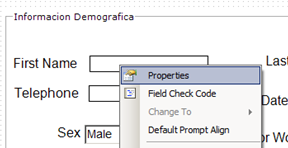 Informacion Demografica
First Name
Last
Properties
Telephone
Field Check Code
Date
Change To
Sex Male
Default Prompt Align
or Wo